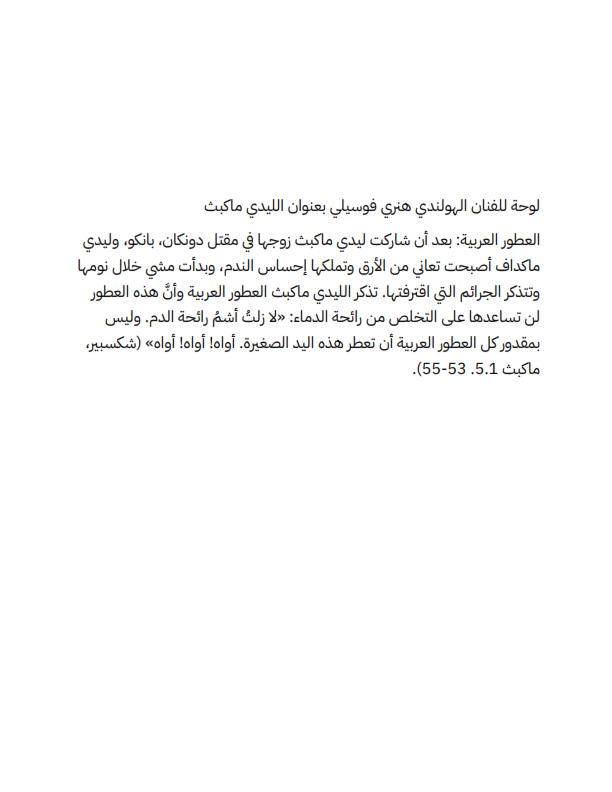 لوحة للفنان الهولندي هنري فوسيلي بعنوان الليدي ماكبث
العطور العربية: بعد أن شاركت ليدي ماكبث زوجها في مقتل دونكان، بانكو، وليدي
ماكداف أصبحت تعاني من الأرق وتملكها إحساس الندم، وبدأت مشي خلال نومها
وتتذكر الجرائم التي اقترفتها. تذكر الليدي ماكبث العطور العربية وأنَّ هذه العطور
لن تساعدها على التخلص من رائحة الدماء: «لا زلتُ أشمُ رائحة الدم. وليس
بمقدور كل العطور العربية أن تعطر هذه اليد الصغيرة. أواه! أواه! أواه» (شكسبير،
ماكبث 5.1. 53-55).